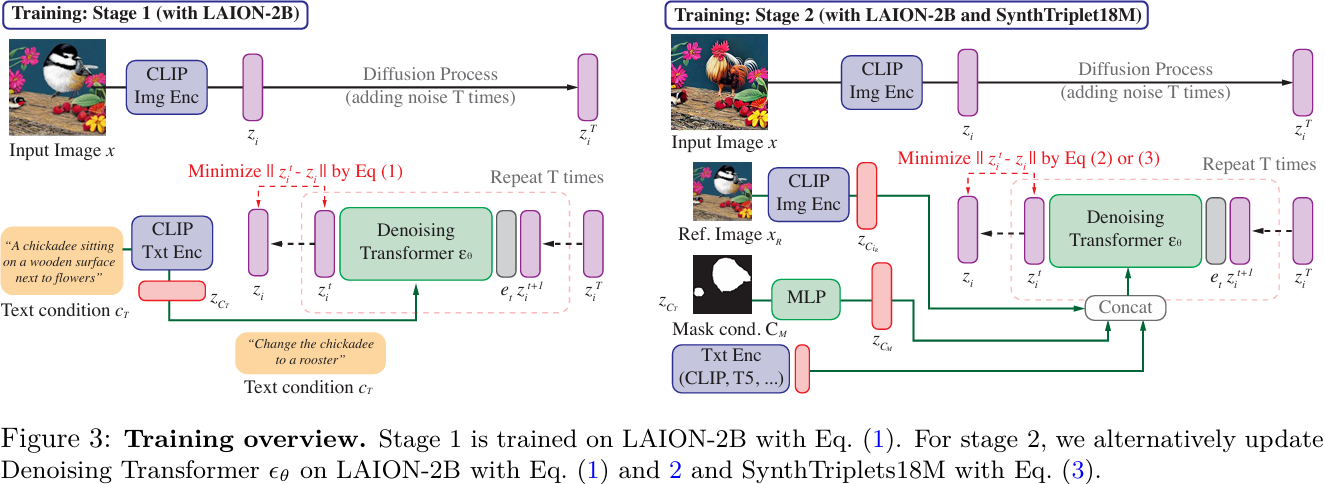 Training: Stage 1 (with LAION-2B)
CLIP
Img Enc
Diffusion Process
(adding noise T times)
z_i
z_i^T
Input Image x
Minimize || z_i^t - z_i || by Eq (1)
Repeat T times
“A chickadee sitting
on a wooden surface
next to flowers”
Text condition c_T
CLIP
Txt Enc
z_{C_T}
Denoising
Transformer ε_θ
z_i
z_i^t
e_t
z_i^{t+1}
z_i^T
“Change the chickadee
to a rooster”
Text condition c_T
Training: Stage 2 (with LAION-2B and SynthTriplet18M)
CLIP
Img Enc
Diffusion Process
(adding noise T times)
z_i
z_i^T
Input Image x
Minimize || z_i^t - z_i || by Eq (2) or (3)
Repeat T times
CLIP
Img Enc
Ref. Image x_R
z_{C_{I_R}}
Denoising
Transformer ε_θ
z_i
z_i^t
e_t
z_i^{t+1}
z_i^T
z_{C_T}
MLP
Concat
Mask cond. C_M
z_{C_M}
Txt Enc
(CLIP, T5, ...)
Figure 3: Training overview. Stage 1 is trained on LAION-2B with Eq. (1). For stage 2, we alternatively update
Denoising Transformer ϵ_θ on LAION-2B with Eq. (1) and 2 and SynthTriplets18M with Eq. (3).